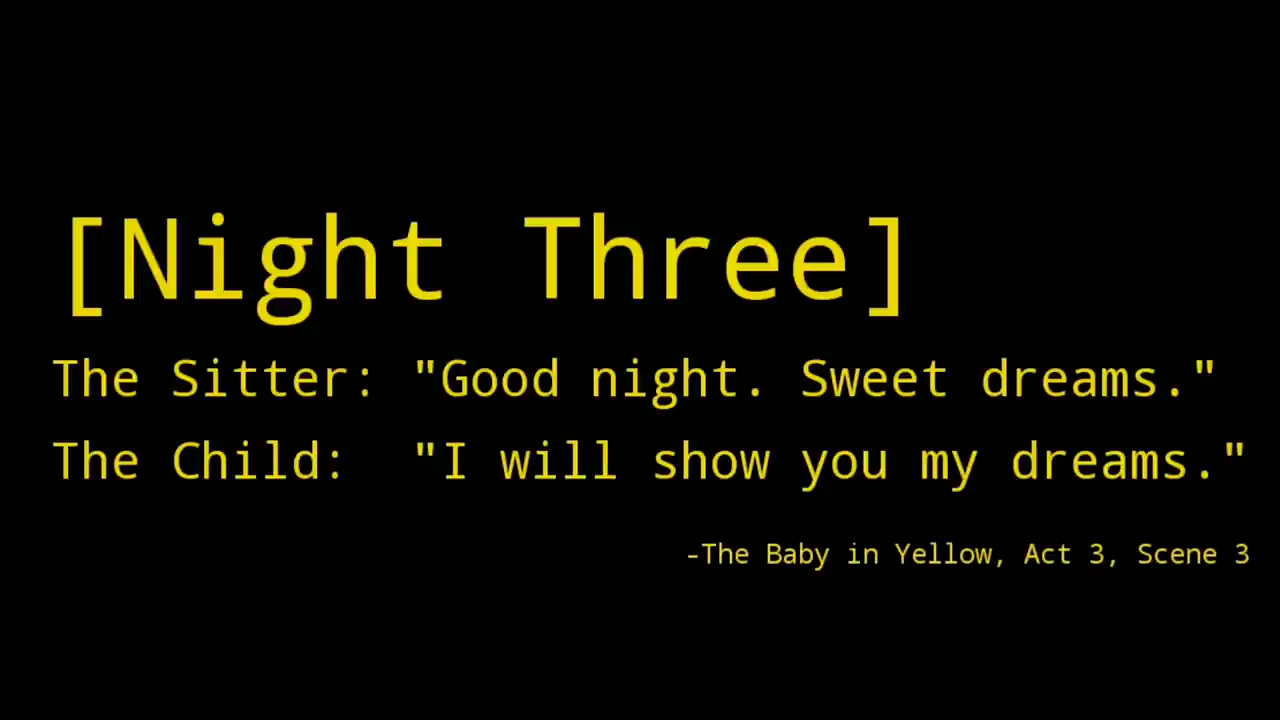 [Night Three]
The Sitter: "Good night. Sweet dreams."
The Child:  "I will show you my dreams."
-The Baby in Yellow, Act 3, Scene 3